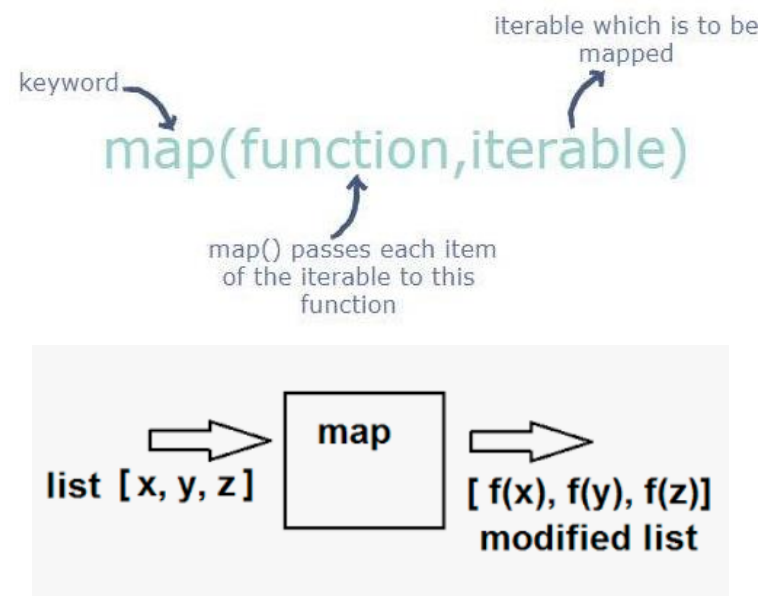 iterable which is to be
mapped
keyword
map(function,iterable)
map() passes each item
of the iterable to this
function
map
list [x, y, z]
[ f(x), f(y), f(z)]
modified list